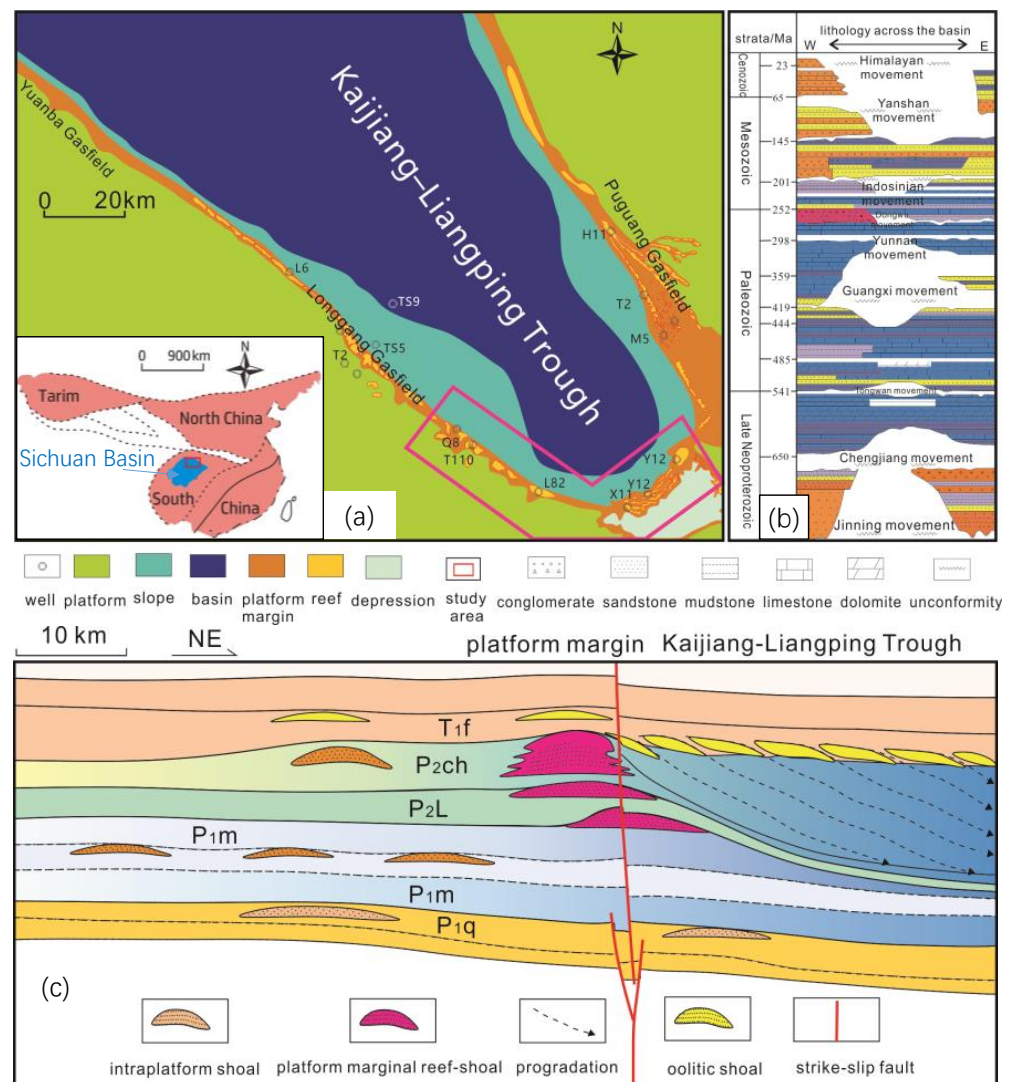 Kaijiang-Liangping Trough
Yuanba Gasfield
N
0 20km
Puguang Gasfield
H11
L6
TS9
T2
Longgang Gasfield
TS5
T2
M5
Q8
T110
L82
Y12
Y12
X11
0 900km
N
Tarim
North China
Sichuan Basin
South
China
(a)
strata/Ma
lithology across the basin
W E
Cenozoic
Mesozoic
Paleozoic
Late Neoproterozoic
23
65
145
201
252
298
359
419
444
485
541
650
Himalayan
movement
Yanshan
movement
Indosinian
movement
Dongwu
movement
Yunnan
movement
Guangxi movement
Tongwan movement
Chengjiang movement
Jinning movement
(b)
well platform slope basin platform margin reef depression study area conglomerate sandstone mudstone limestone dolomite unconformity
10 km NE platform margin Kaijiang-Liangping Trough
T1f
P2ch
P2L
P1m
P1m
P1q
(c)
intraplatform shoal platform marginal reef-shoal progradation oolitic shoal strike-slip fault